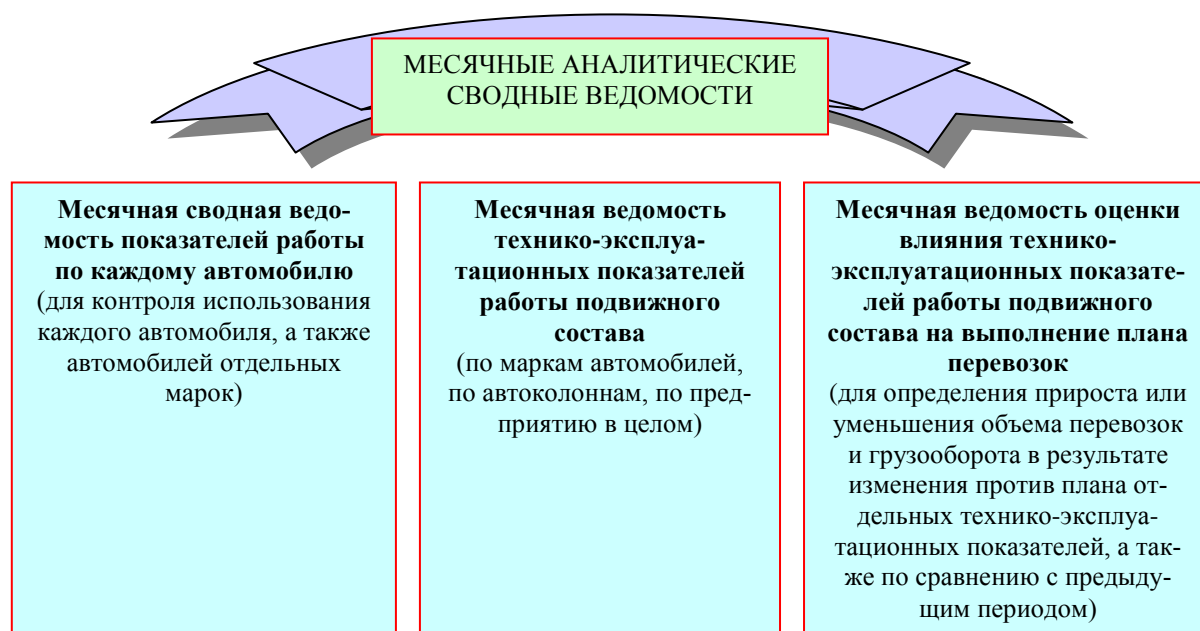 МЕСЯЧНЫЕ АНАЛИТИЧЕСКИЕ
СВОДНЫЕ ВЕДОМОСТИ
Месячная сводная ведо-
мость показателей работы
по каждому автомобилю
(для контроля использования
каждого автомобиля, а также
автомобилей отдельных
марок)
Месячная ведомость
технико-эксплуа-
тационных показателей
работы подвижного
состава
(по маркам автомобилей,
по автоколоннам, по пред-
приятию в целом)
Месячная ведомость оценки
влияния технико-
эксплуатационных показате-
лей работы подвижного
состава на выполнение плана
перевозок
(для определения прироста или
уменьшения объема перевозок
и грузооборота в результате
изменения против плана от-
дельных технико-эксплуа-
тационных показателей, а так-
же по сравнению с предыду-
щим периодом)